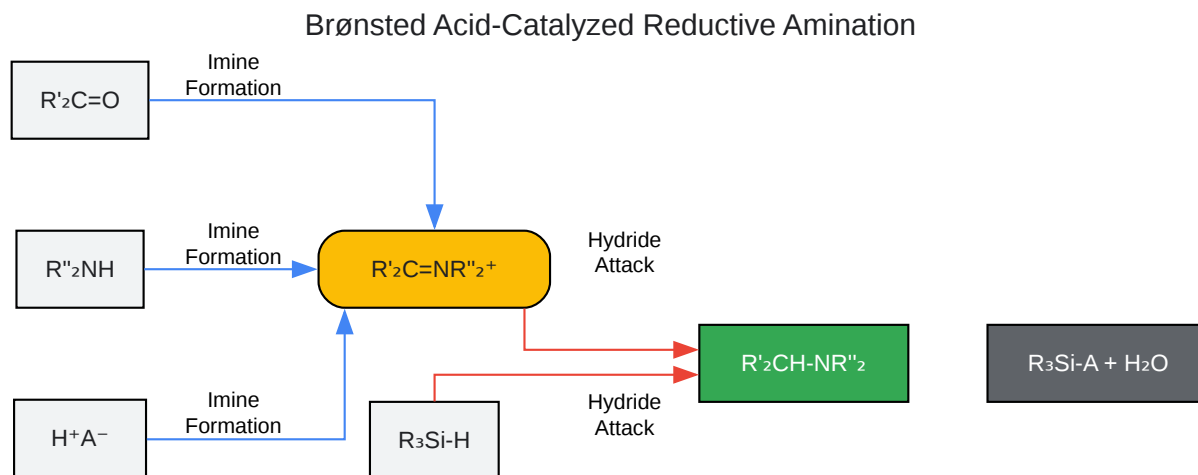 Brønsted Acid-Catalyzed Reductive Amination
Imine
Formation
R'₂C=O
Imine
Formation
R"₂NH
R'₂C=NR"₂⁺
Hydride
Attack
R'₂CH-NR"₂
R₃Si-A + H₂O
Imine
Formation
H⁺A⁻
R₃Si-H
Hydride
Attack